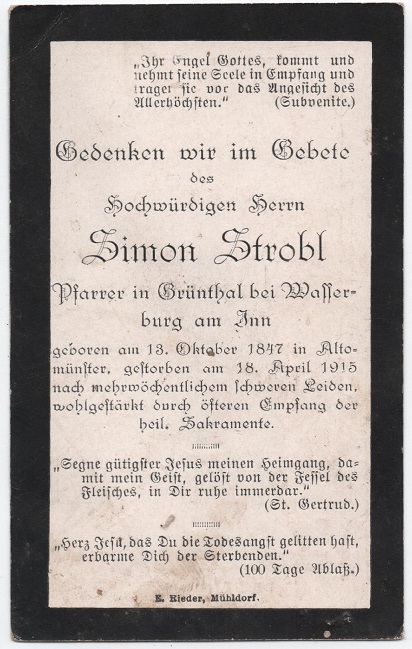 „Ihr Engel Gottes, kommt und
nehmt seine Seele in Empfang und
traget sie vor das Angesicht des
Allerhöchsten.“ (Subvenite.)
Gedenken wir im Gebete
des
Hochwürdigen Herrn
Simon Strobl
Pfarrer in Grünthal bei Wasser-
burg am Inn
geboren am 13. Oktober 1847 in Alto-
münster, gestorben am 18. April 1915
nach mehrwöchentlichem schweren Leiden,
wohlgestärkt durch öfteren Empfang der
heil. Sakramente.
„Segne gütigster Jesus meinen Heimgang, da-
mit mein Geist, gelöst von der Fessel des
Fleisches, in Dir ruhe immerdar.“
(St. Gertrud.)
„Herz Jesu, das Du die Todesangst gelitten hast,
erbarme Dich der Sterbenden.“
(100 Tage Ablaß.)
E. Rieder, Mühldorf.